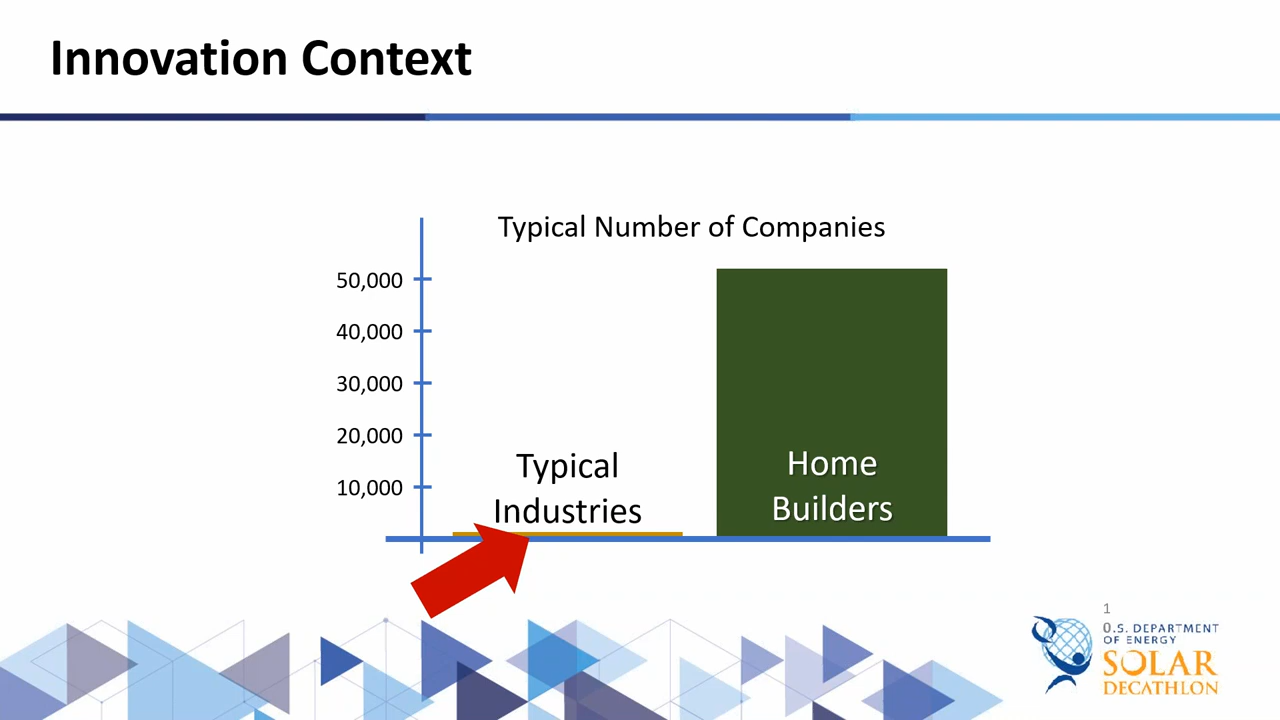 Innovation Context
Typical Number of Companies
50,000
40,000
30,000
20,000
10,000
Typical
Industries
Home
Builders
1
0
U.S. DEPARTMENT
OF ENERGY
SOLAR
DECATHLON